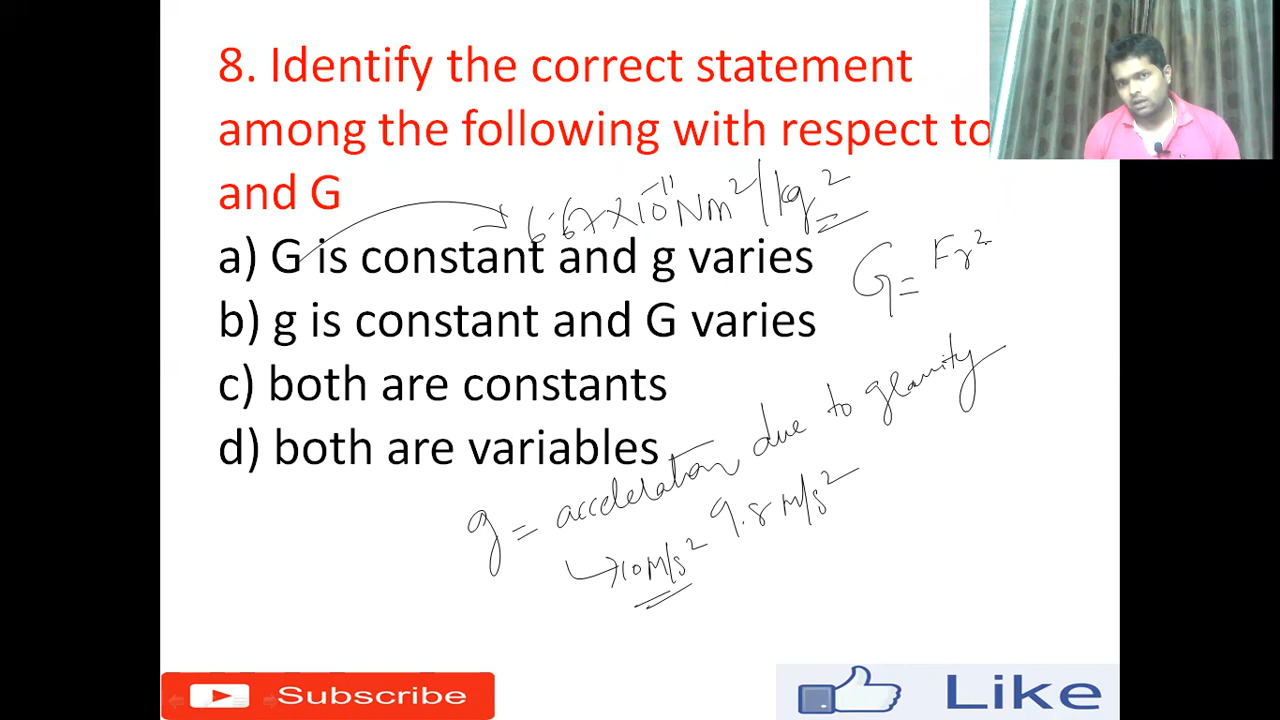 8. Identify the correct statement
among the following with respect to
and G
6.67×10⁻¹¹ Nm²/kg²
a) G is constant and g varies
G = Fr²
b) g is constant and G varies
c) both are constants
d) both are variables
g = acceleration due to gravity
→ 10 m/s² 9.8 m/s²
Subscribe
Like